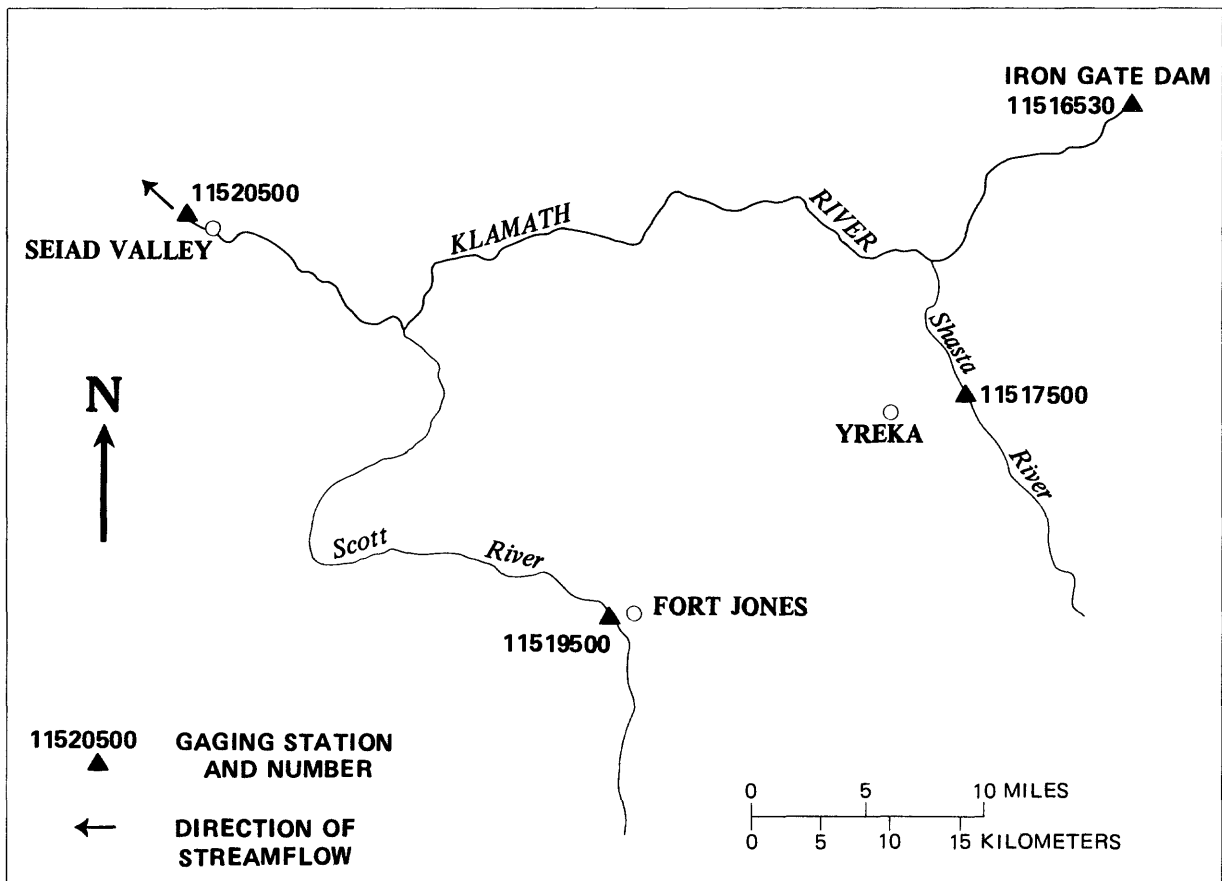 IRON GATE DAM
11516530
11520500
SEIAD VALLEY
KLAMATH
RIVER
Shasta
River
11517500
YREKA
N
Scott
River
FORT JONES
11519500
11520500
GAGING STATION
AND NUMBER
DIRECTION OF
STREAMFLOW
0 5 10 MILES
0 5 10 15 KILOMETERS